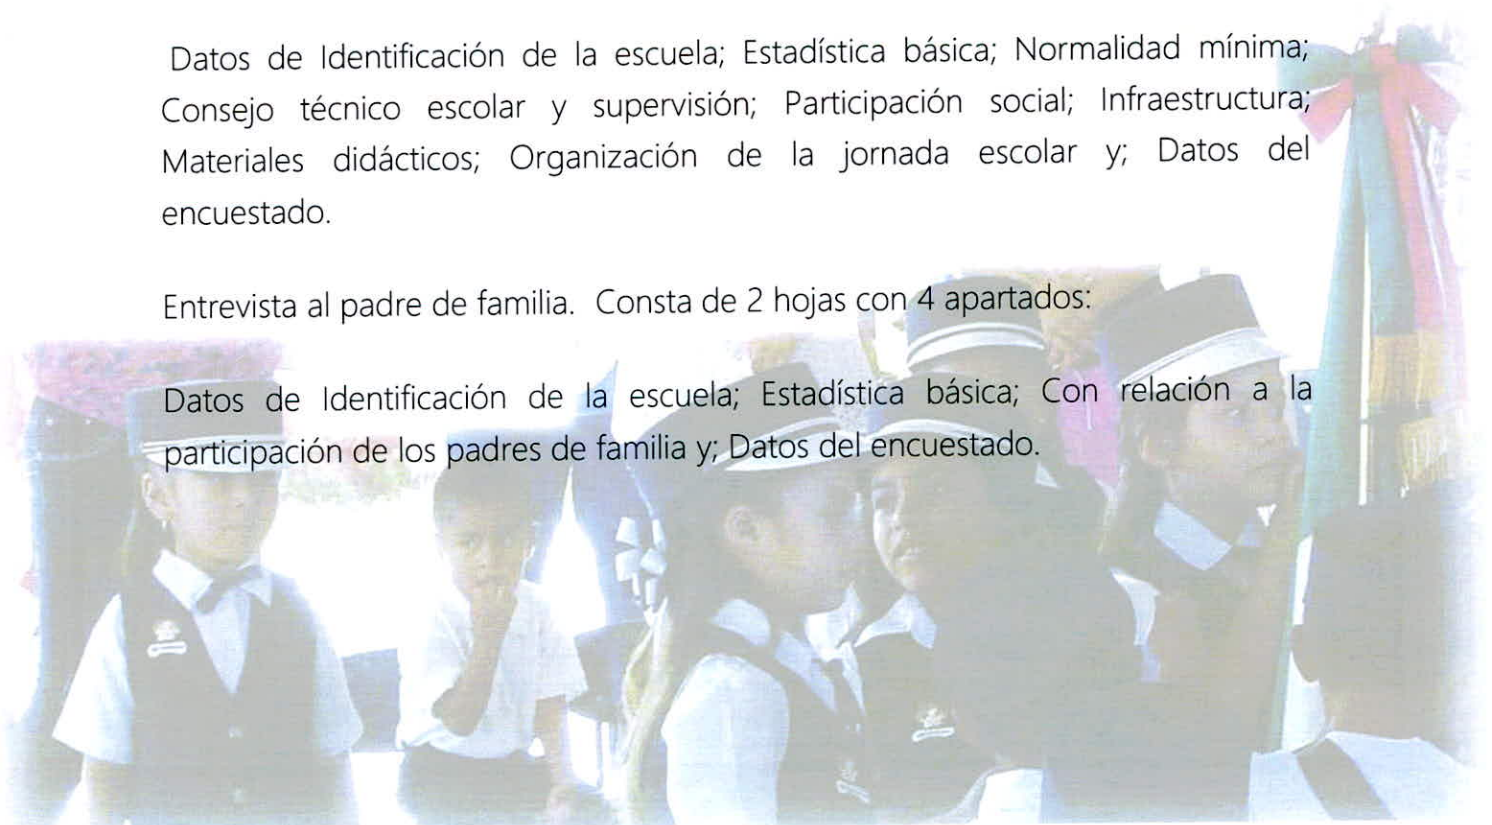 Datos de Identificación de la escuela; Estadística básica; Normalidad mínima;
Consejo técnico escolar y supervisión; Participación social; Infraestructura;
Materiales didácticos; Organización de la jornada escolar y; Datos del
encuestado.
Entrevista al padre de familia. Consta de 2 hojas con 4 apartados:
Datos de Identificación de la escuela; Estadística básica; Con relación a la
participación de los padres de familia y; Datos del encuestado.